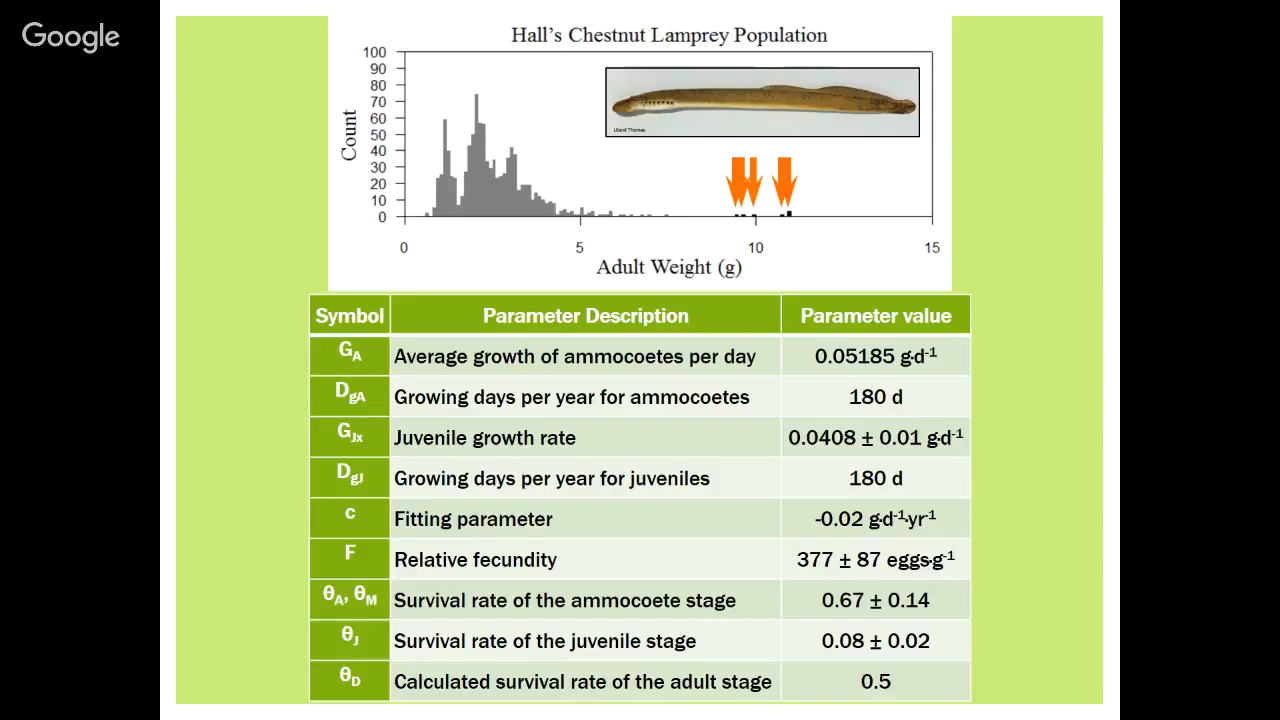 Google
Hall's Chestnut Lamprey Population
100
90
80
70
60
50
40
30
20
10
0
Count
Uland Thomas
0 5 10 15
Adult Weight (g)
Symbol Parameter Description Parameter value
G_A Average growth of ammocoetes per day 0.05185 g·d⁻¹
D_gA Growing days per year for ammocoetes 180 d
G_Jx Juvenile growth rate 0.0408 ± 0.01 g·d⁻¹
D_gJ Growing days per year for juveniles 180 d
c Fitting parameter -0.02 g·d⁻¹·yr⁻¹
F Relative fecundity 377 ± 87 eggs·g⁻¹
θ_A, θ_M Survival rate of the ammocoete stage 0.67 ± 0.14
θ_J Survival rate of the juvenile stage 0.08 ± 0.02
θ_D Calculated survival rate of the adult stage 0.5